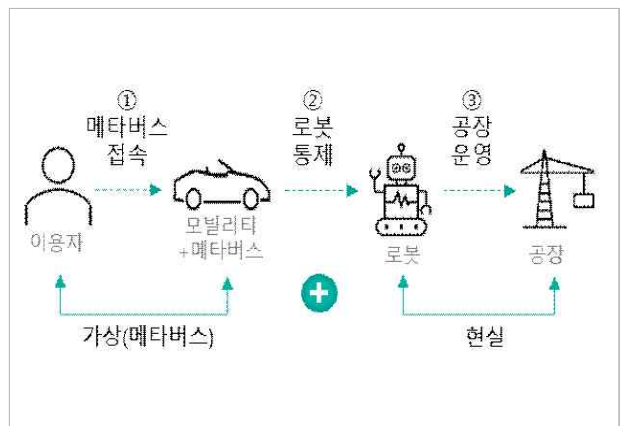 ①
메타버스
접속
②
로봇
통제
③
공장
운영
이용자
모빌리티
+메타버스
로봇
공장
가상(메타버스)
현실